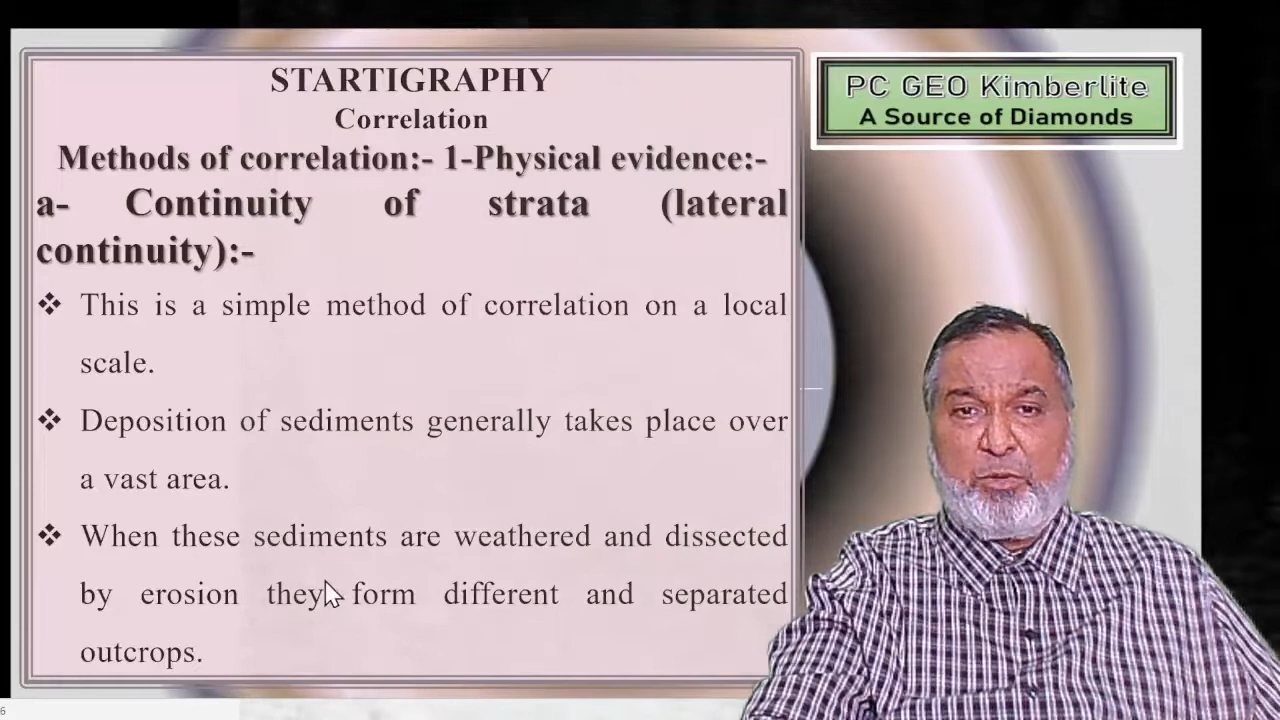 STARTIGRAPHY
Correlation
Methods of correlation:- 1-Physical evidence:-
a- Continuity of strata (lateral
continuity):-
❖ This is a simple method of correlation on a local
scale.
❖ Deposition of sediments generally takes place over
a vast area.
❖ When these sediments are weathered and dissected
by erosion they form different and separated
outcrops.
PC GEO Kimberlite
A Source of Diamonds
6